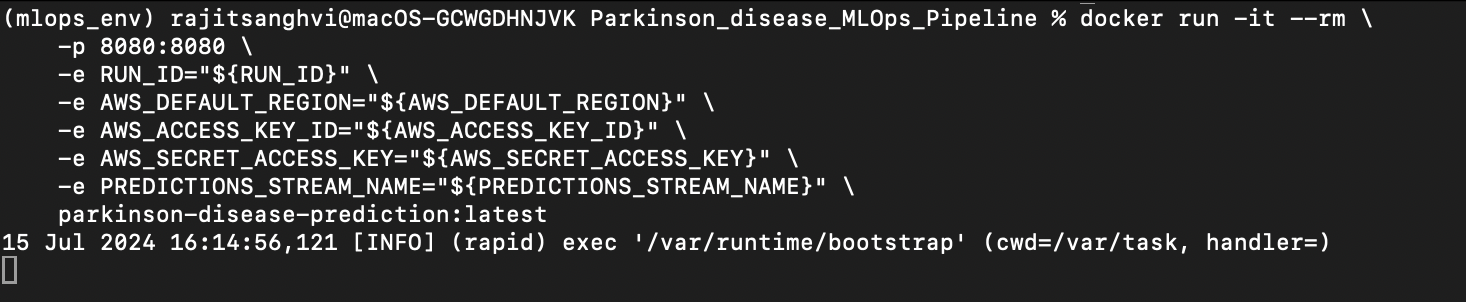 (mlops_env) rajitsanghvi@macOS-GCWGDHNJVK Parkinson_disease_MLOps_Pipeline % docker run -it --rm \
    -p 8080:8080 \
    -e RUN_ID="${RUN_ID}" \
    -e AWS_DEFAULT_REGION="${AWS_DEFAULT_REGION}" \
    -e AWS_ACCESS_KEY_ID="${AWS_ACCESS_KEY_ID}" \
    -e AWS_SECRET_ACCESS_KEY="${AWS_SECRET_ACCESS_KEY}" \
    -e PREDICTIONS_STREAM_NAME="${PREDICTIONS_STREAM_NAME}" \
    parkinson-disease-prediction:latest
15 Jul 2024 16:14:56,121 [INFO] (rapid) exec '/var/runtime/bootstrap' (cwd=/var/task, handler=)